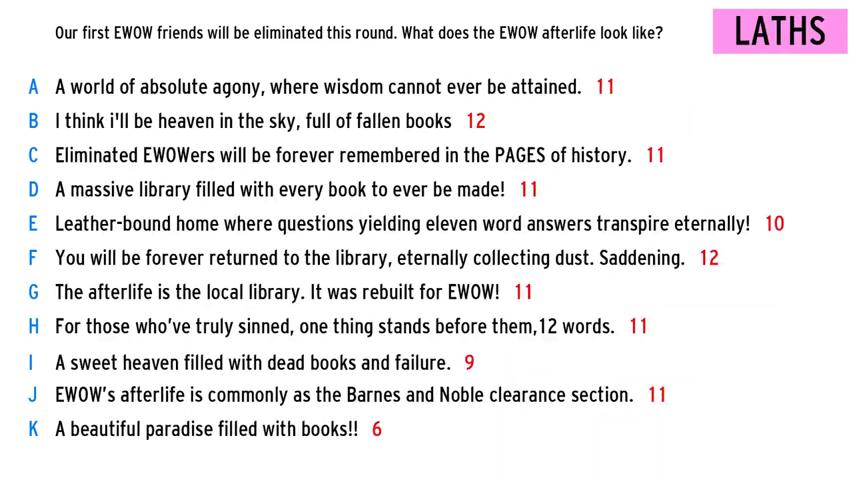 Our first EWOW friends will be eliminated this round. What does the EWOW afterlife look like?
LATHS
A A world of absolute agony, where wisdom cannot ever be attained. 11
B I think i'll be heaven in the sky, full of fallen books 12
C Eliminated EWOWers will be forever remembered in the PAGES of history. 11
D A massive library filled with every book to ever be made! 11
E Leather-bound home where questions yielding eleven word answers transpire eternally! 10
F You will be forever returned to the library, eternally collecting dust. Saddening. 12
G The afterlife is the local library. It was rebuilt for EWOW! 11
H For those who've truly sinned, one thing stands before them,12 words. 11
I A sweet heaven filled with dead books and failure. 9
J EWOW's afterlife is commonly as the Barnes and Noble clearance section. 11
K A beautiful paradise filled with books!! 6